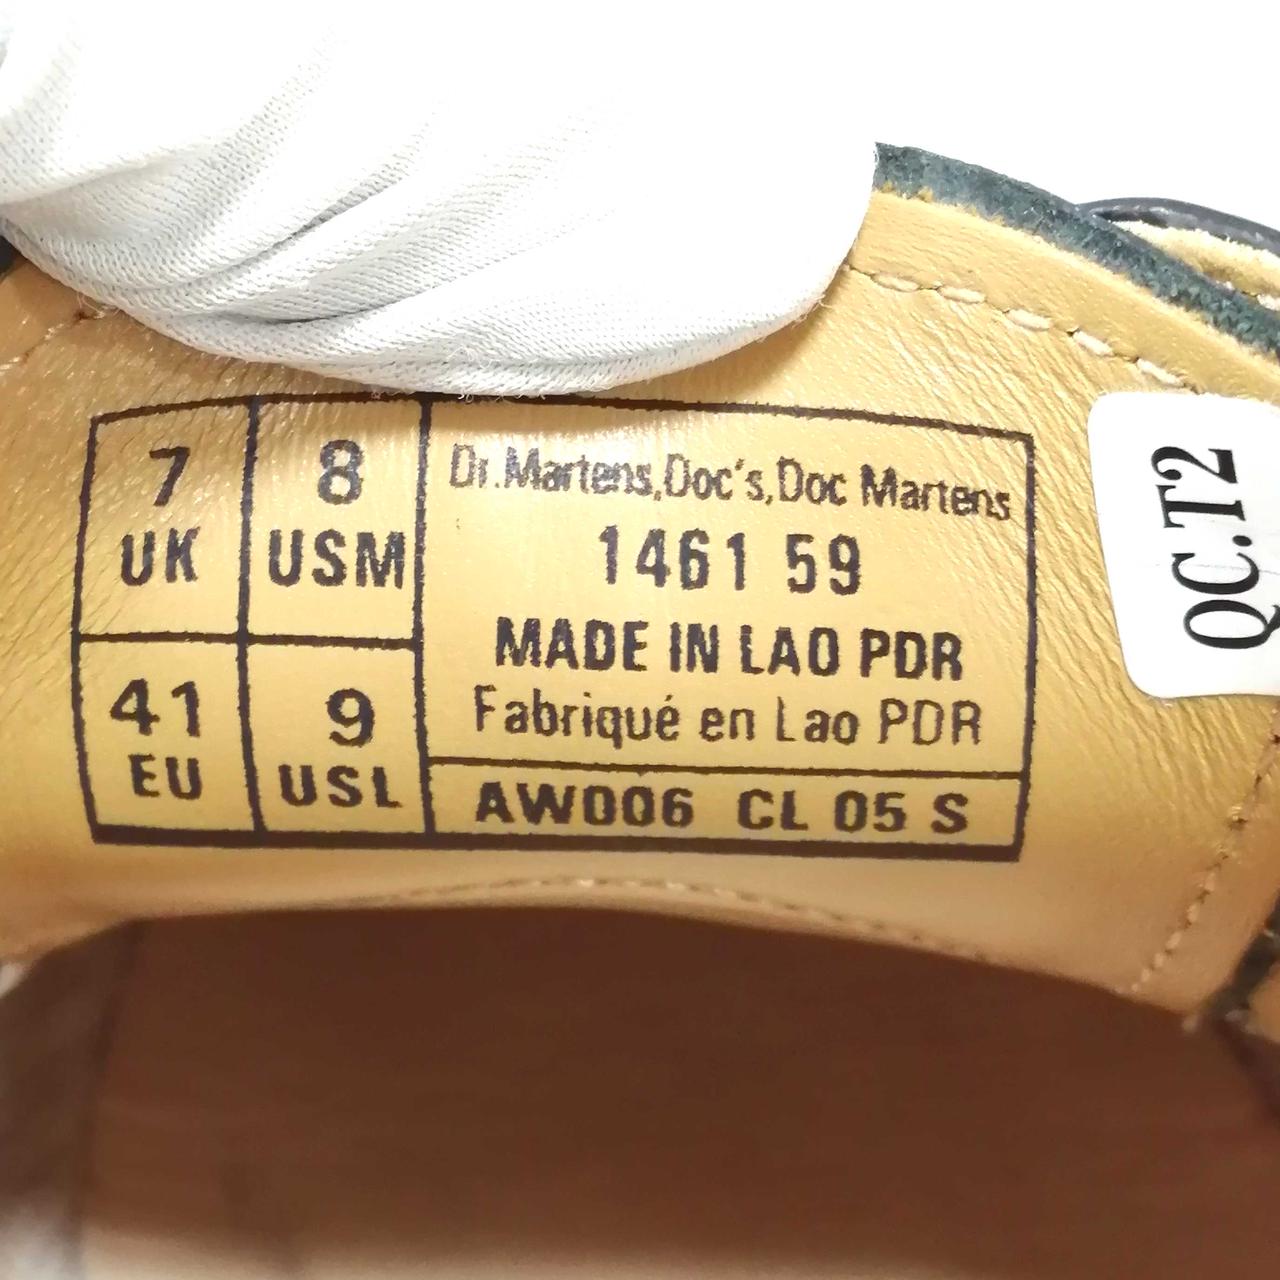 7
UK
8
USM
41
EU
9
USL
Dr.Martens,Doc's,Doc Martens
1461 59
MADE IN LAO PDR
Fabriqué en Lao PDR
AW006 CL 05 S
QC.T2